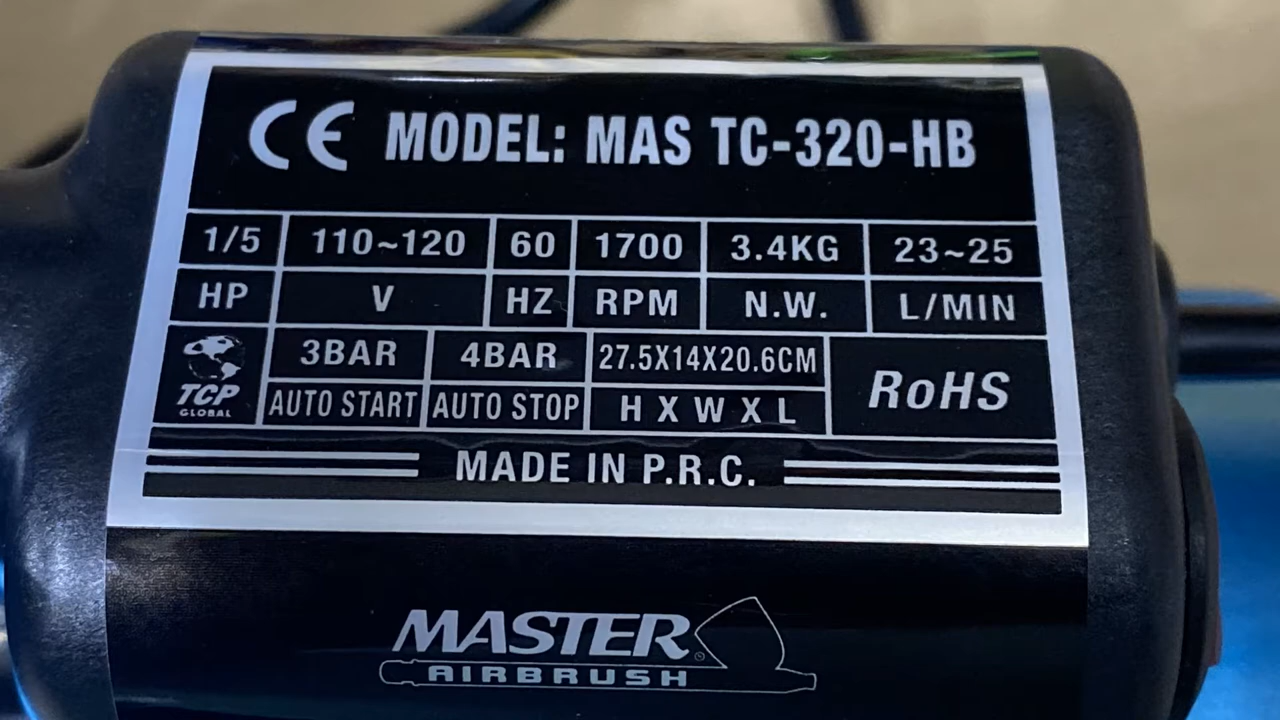 CE MODEL: MAS TC-320-HB
1/5 110~120 60 1700 3.4KG 23~25
HP V HZ RPM N.W. L/MIN
3BAR 4BAR 27.5X14X20.6CM
TCP
GLOBAL
AUTO START AUTO STOP H X W X L
RoHS
MADE IN P.R.C.
MASTER
AIRBRUSH